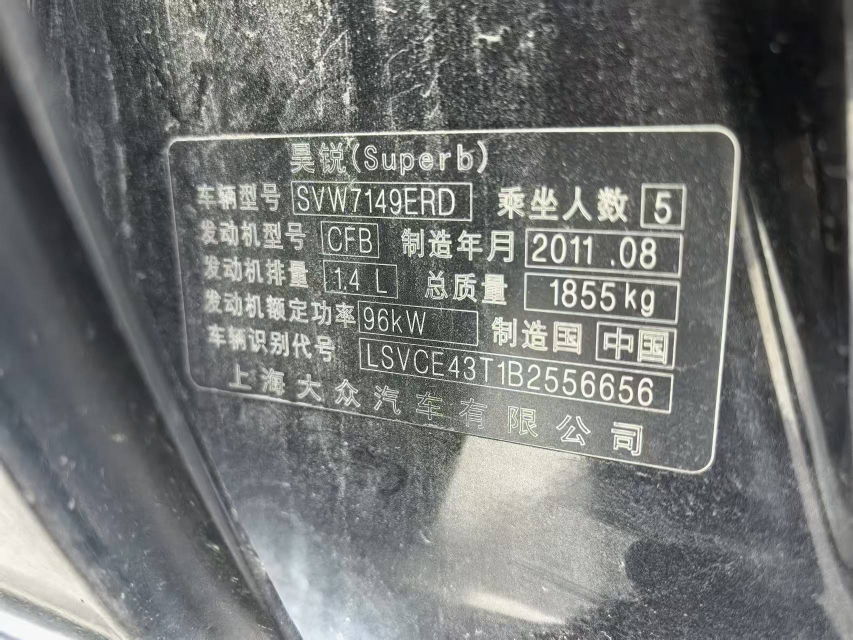 昊锐(Superb)
车辆型号 SVW7149ERD 乘坐人数 5
发动机型号 CFB 制造年月 2011.08
发动机排量 1.4 L 总质量 1855kg
发动机额定功率 96kW 制造国 中国
车辆识别代号 LSVCE43T1B2556656
上海大众汽车有限公司